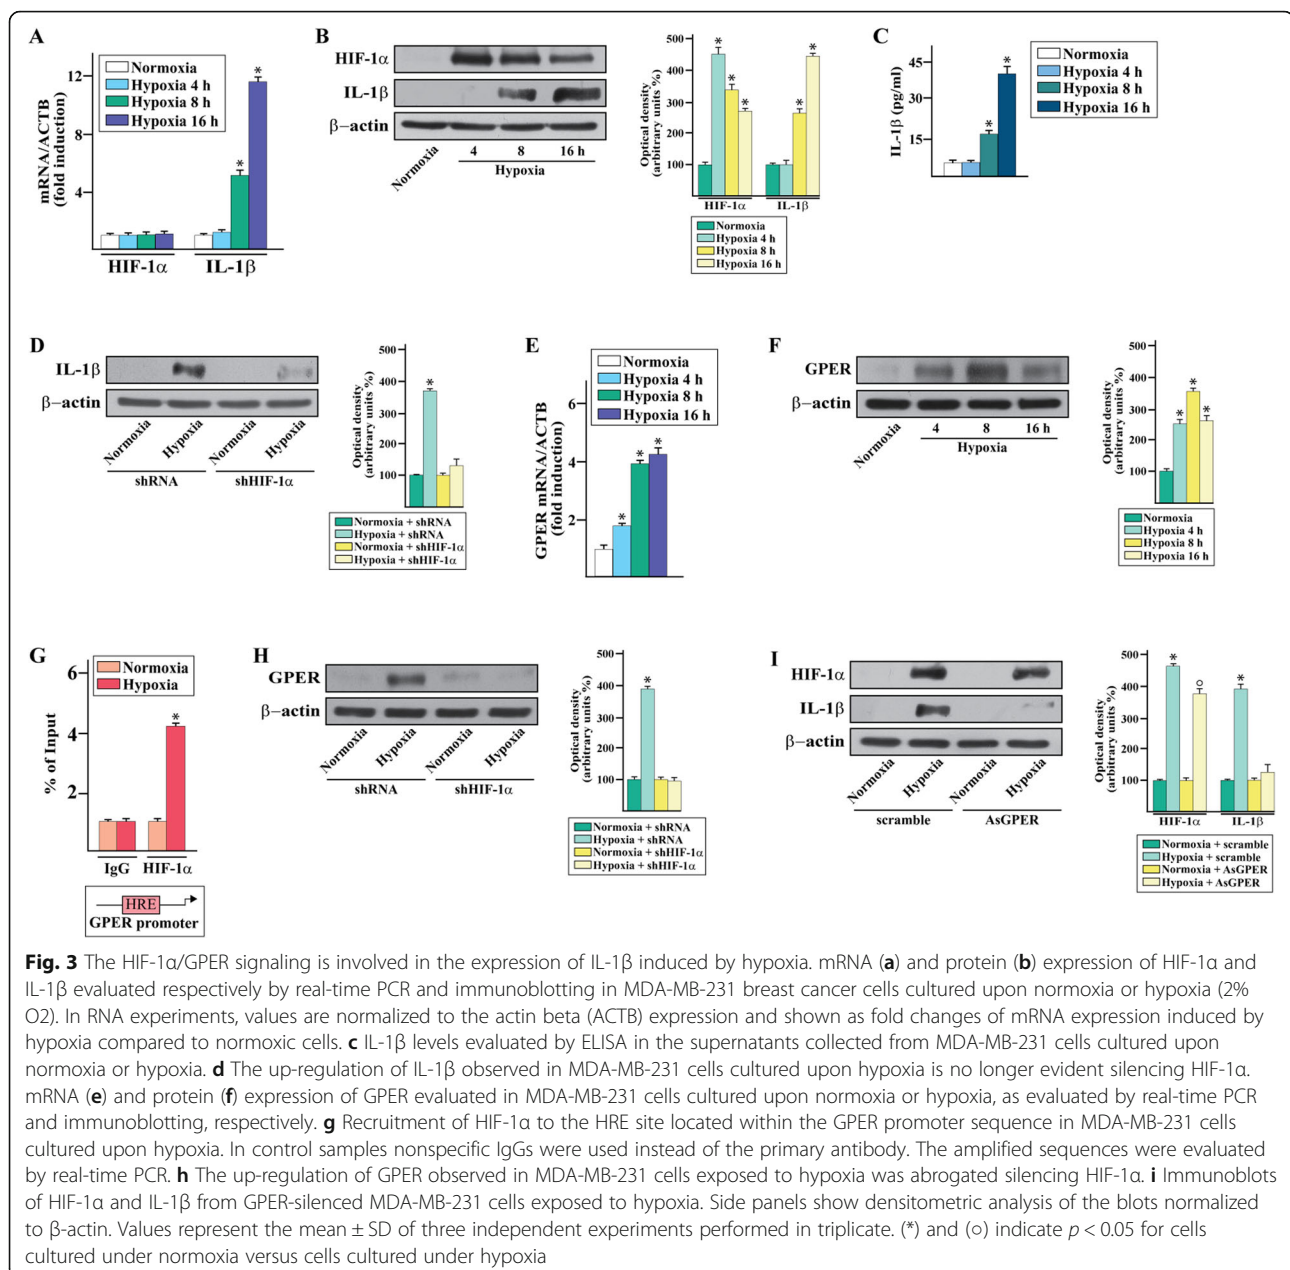 A
Normoxia
Hypoxia 4 h
Hypoxia 8 h
Hypoxia 16 h
mRNA/ACTB
(fold induction)
12
8
4
*
*
HIF-1α
IL-1β
B
HIF-1α
IL-1β
β-actin
Normoxia
4
8
16 h
Hypoxia
Optical density
(arbitrary units %)
500
400
300
200
100
*
*
*
*
*
HIF-1α
IL-1β
Normoxia
Hypoxia 4 h
Hypoxia 8 h
Hypoxia 16 h
C
Normoxia
Hypoxia 4 h
Hypoxia 8 h
Hypoxia 16 h
IL-1β (pg/ml)
45
30
15
*
*
D
IL-1β
β-actin
Normoxia
Hypoxia
Normoxia
Hypoxia
shRNA
shHIF-1α
Optical density
(arbitrary units %)
500
400
300
200
100
*
Normoxia + shRNA
Hypoxia + shRNA
Normoxia + shHIF-1α
Hypoxia + shHIF-1α
E
Normoxia
Hypoxia 4 h
Hypoxia 8 h
Hypoxia 16 h
GPER mRNA/ACTB
(fold induction)
6
4
2
*
*
*
F
GPER
β-actin
Normoxia
4
8
16 h
Hypoxia
Optical density
(arbitrary units %)
500
400
300
200
100
*
*
*
Normoxia
Hypoxia 4 h
Hypoxia 8 h
Hypoxia 16 h
G
Normoxia
Hypoxia
% of Input
6
4
2
*
IgG
HIF-1α
HRE
GPER promoter
H
GPER
β-actin
Normoxia
Hypoxia
Normoxia
Hypoxia
shRNA
shHIF-1α
Optical density
(arbitrary units %)
500
400
300
200
100
*
Normoxia + shRNA
Hypoxia + shRNA
Normoxia + shHIF-1α
Hypoxia + shHIF-1α
I
HIF-1α
IL-1β
β-actin
Normoxia
Hypoxia
Normoxia
Hypoxia
scramble
AsGPER
Optical density
(arbitrary units %)
500
400
300
200
100
*
○
*
HIF-1α
IL-1β
Normoxia + scramble
Hypoxia + scramble
Normoxia + AsGPER
Hypoxia + AsGPER
Fig. 3 The HIF-1α/GPER signaling is involved in the expression of IL-1β induced by hypoxia. mRNA (a) and protein (b) expression of HIF-1α and
IL-1β evaluated respectively by real-time PCR and immunoblotting in MDA-MB-231 breast cancer cells cultured upon normoxia or hypoxia (2%
O2). In RNA experiments, values are normalized to the actin beta (ACTB) expression and shown as fold changes of mRNA expression induced by
hypoxia compared to normoxic cells. c IL-1β levels evaluated by ELISA in the supernatants collected from MDA-MB-231 cells cultured upon
normoxia or hypoxia. d The up-regulation of IL-1β observed in MDA-MB-231 cells cultured upon hypoxia is no longer evident silencing HIF-1α.
mRNA (e) and protein (f) expression of GPER evaluated in MDA-MB-231 cells cultured upon normoxia or hypoxia, as evaluated by real-time PCR
and immunoblotting, respectively. g Recruitment of HIF-1α to the HRE site located within the GPER promoter sequence in MDA-MB-231 cells
cultured upon hypoxia. In control samples nonspecific IgGs were used instead of the primary antibody. The amplified sequences were evaluated
by real-time PCR. h The up-regulation of GPER observed in MDA-MB-231 cells exposed to hypoxia was abrogated silencing HIF-1α. i Immunoblots
of HIF-1α and IL-1β from GPER-silenced MDA-MB-231 cells exposed to hypoxia. Side panels show densitometric analysis of the blots normalized
to β-actin. Values represent the mean ± SD of three independent experiments performed in triplicate. (*) and (○) indicate p < 0.05 for cells
cultured under normoxia versus cells cultured under hypoxia